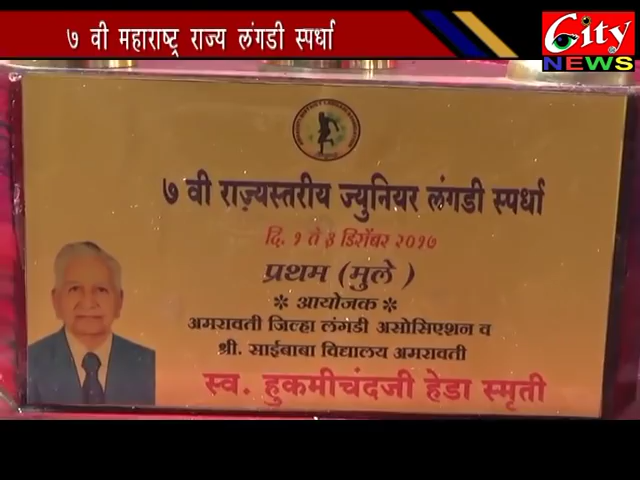 ७ वी महाराष्ट्र राज्य लंगडी स्पर्धा
City
NEWS
७ वी राज़्यस्तरीय ज्युनियर लंगडी स्पर्धा
दि. १ ते ३ डिसेंबर २०१७
प्रथम (मुले )
* आयोजक *
अमरावती जिल्हा लंगडी असोसिएशन व
श्री. साईबाबा विद्यालय अमरावती
स्व. हुकमीचंदजी हेडा स्मृती